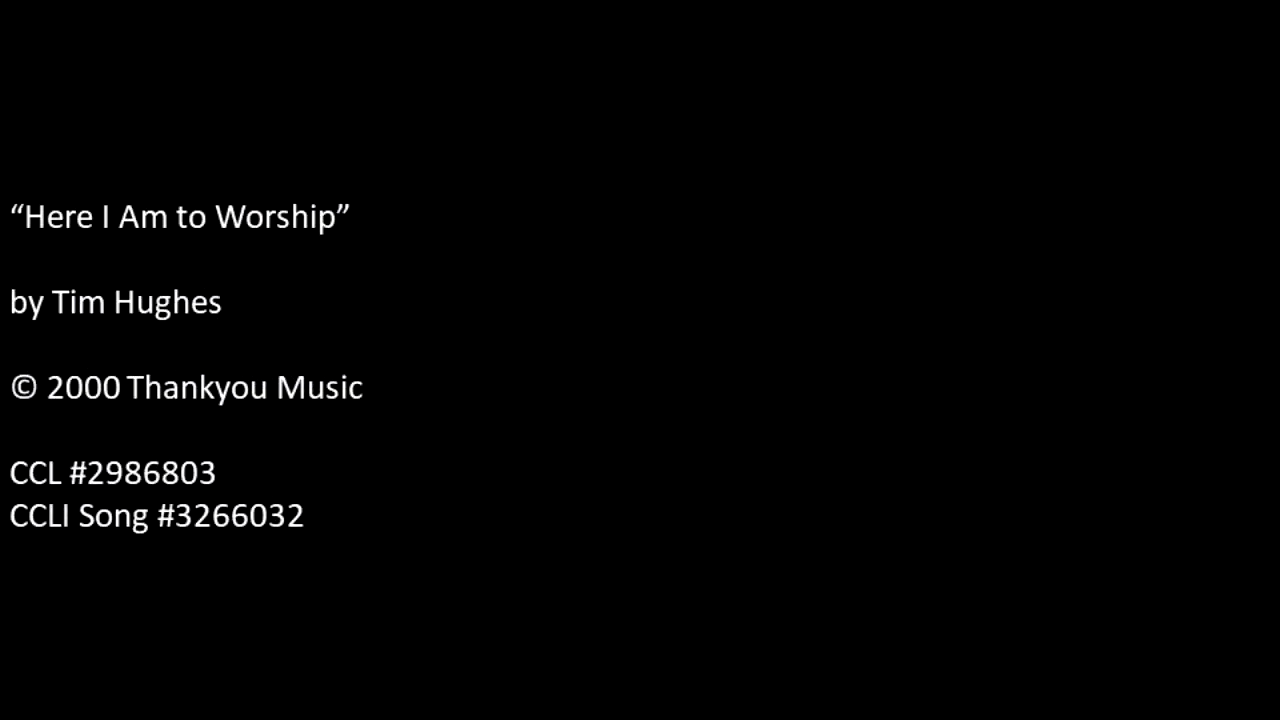 “Here I Am to Worship”
by Tim Hughes
© 2000 Thankyou Music
CCL #2986803
CCLI Song #3266032